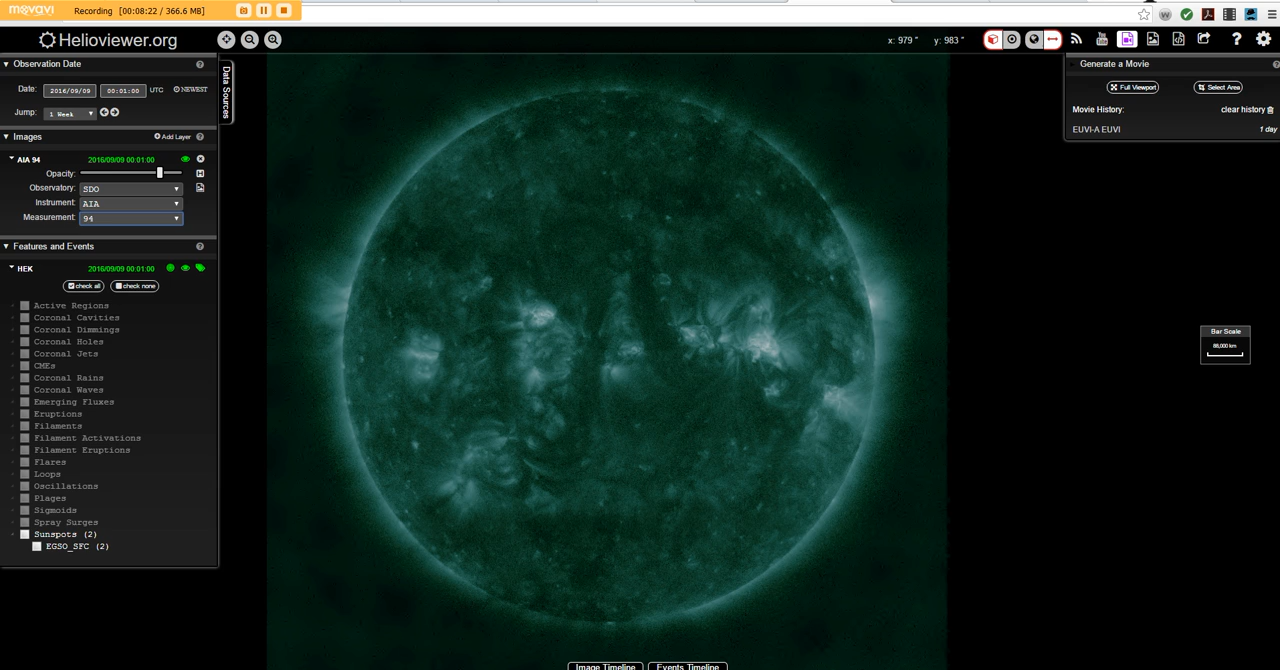 movavi
Recording [00:08:22 / 366.6 MB]
Helioviewer.org
x: 979 " y: 983 "
You
Tube
Observation Date
Date: 2016/09/09 00:01:00 UTC NEWEST
Jump: 1 Week
Images
Add Layer
AIA 94 2016/09/09 00:01:00
Opacity:
Observatory: SDO
Instrument: AIA
Measurement: 94
Features and Events
HEK 2016/09/09 00:01:00
check all check none
Active Regions
Coronal Cavities
Coronal Dimmings
Coronal Holes
Coronal Jets
CMEs
Coronal Rains
Coronal Waves
Emerging Fluxes
Eruptions
Filaments
Filament Activations
Filament Eruptions
Flares
Loops
Oscillations
Plages
Sigmoids
Spray Surges
Sunspots (2)
EGSO_SFC (2)
Data Sources
Generate a Movie
Full Viewport Select Area
Movie History: clear history
EUVI-A EUVI 1 day
Bar Scale
Image Timeline Events Timeline